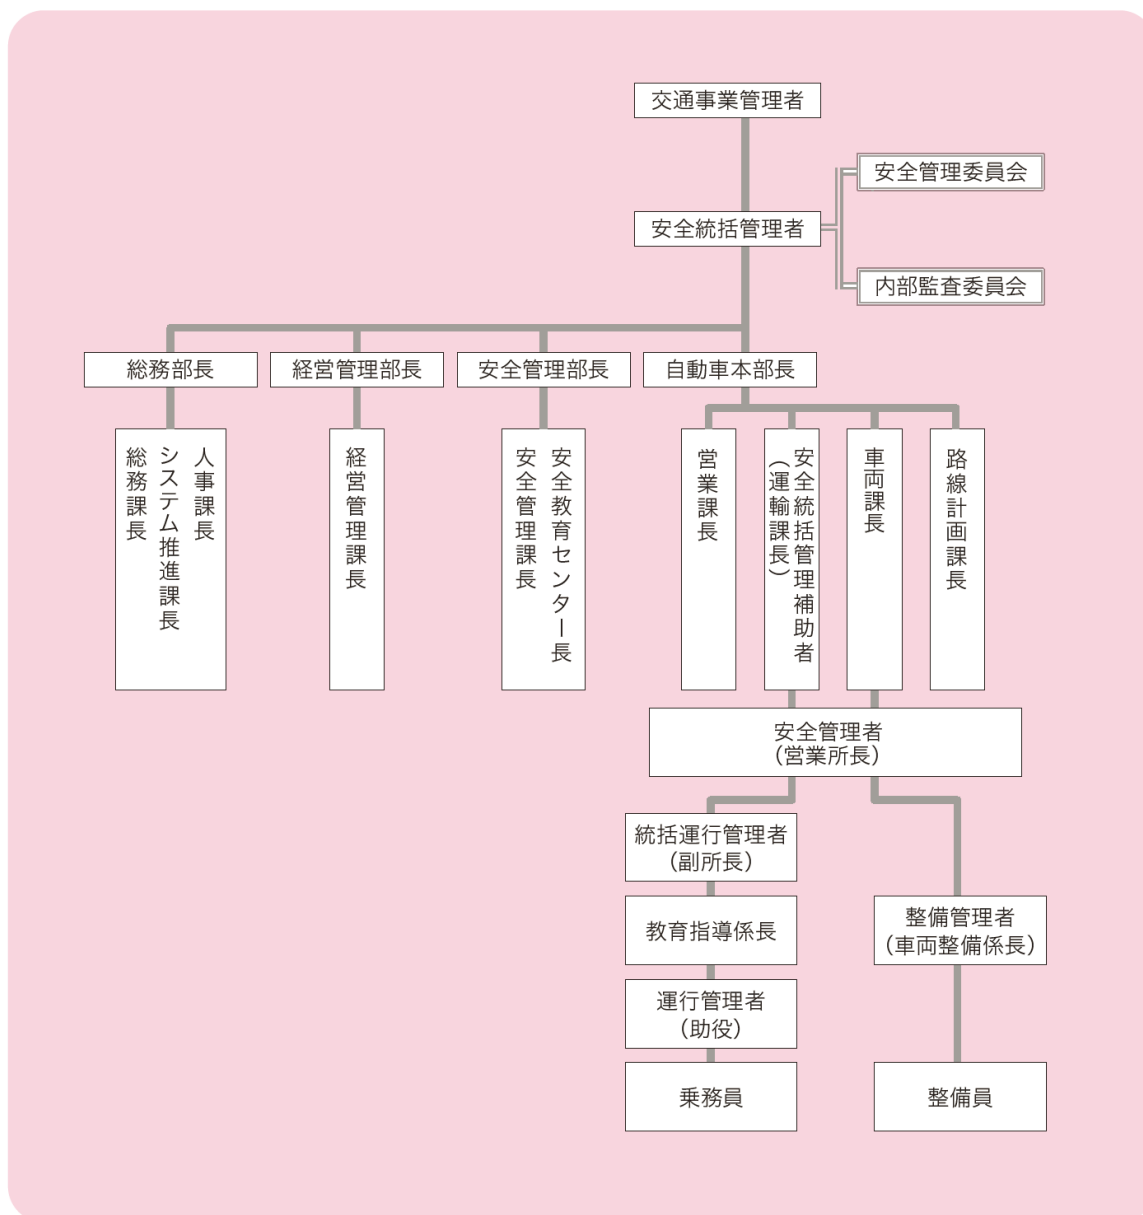 交通事業管理者
安全管理委員会
安全統括管理者
内部監査委員会
総務部長
経営管理部長
安全管理部長
自動車本部長
人事課長
システム推進課長
総務課長
経営管理課長
安全教育センター長
安全管理課長
営業課長
安全統括管理補助者
（運輸課長）
車両課長
路線計画課長
安全管理者
（営業所長）
統括運行管理者
（副所長）
教育指導係長
整備管理者
（車両整備係長）
運行管理者
（助役）
乗務員
整備員